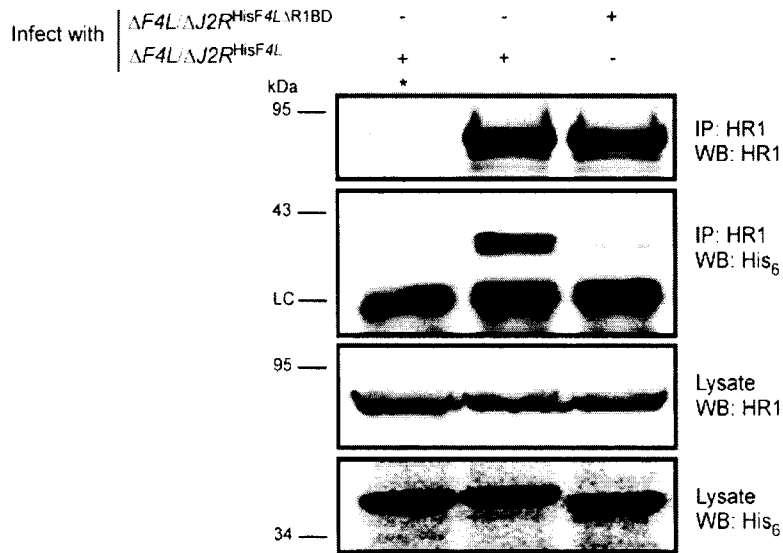 Infect with
ΔF4L/ΔJ2R^HisF4LΔR1BD - - +
ΔF4L/ΔJ2R^HisF4L + + -
kDa *
95
IP: HR1
WB: HR1
43
LC
IP: HR1
WB: His₆
95
Lysate
WB: HR1
34
Lysate
WB: His₆